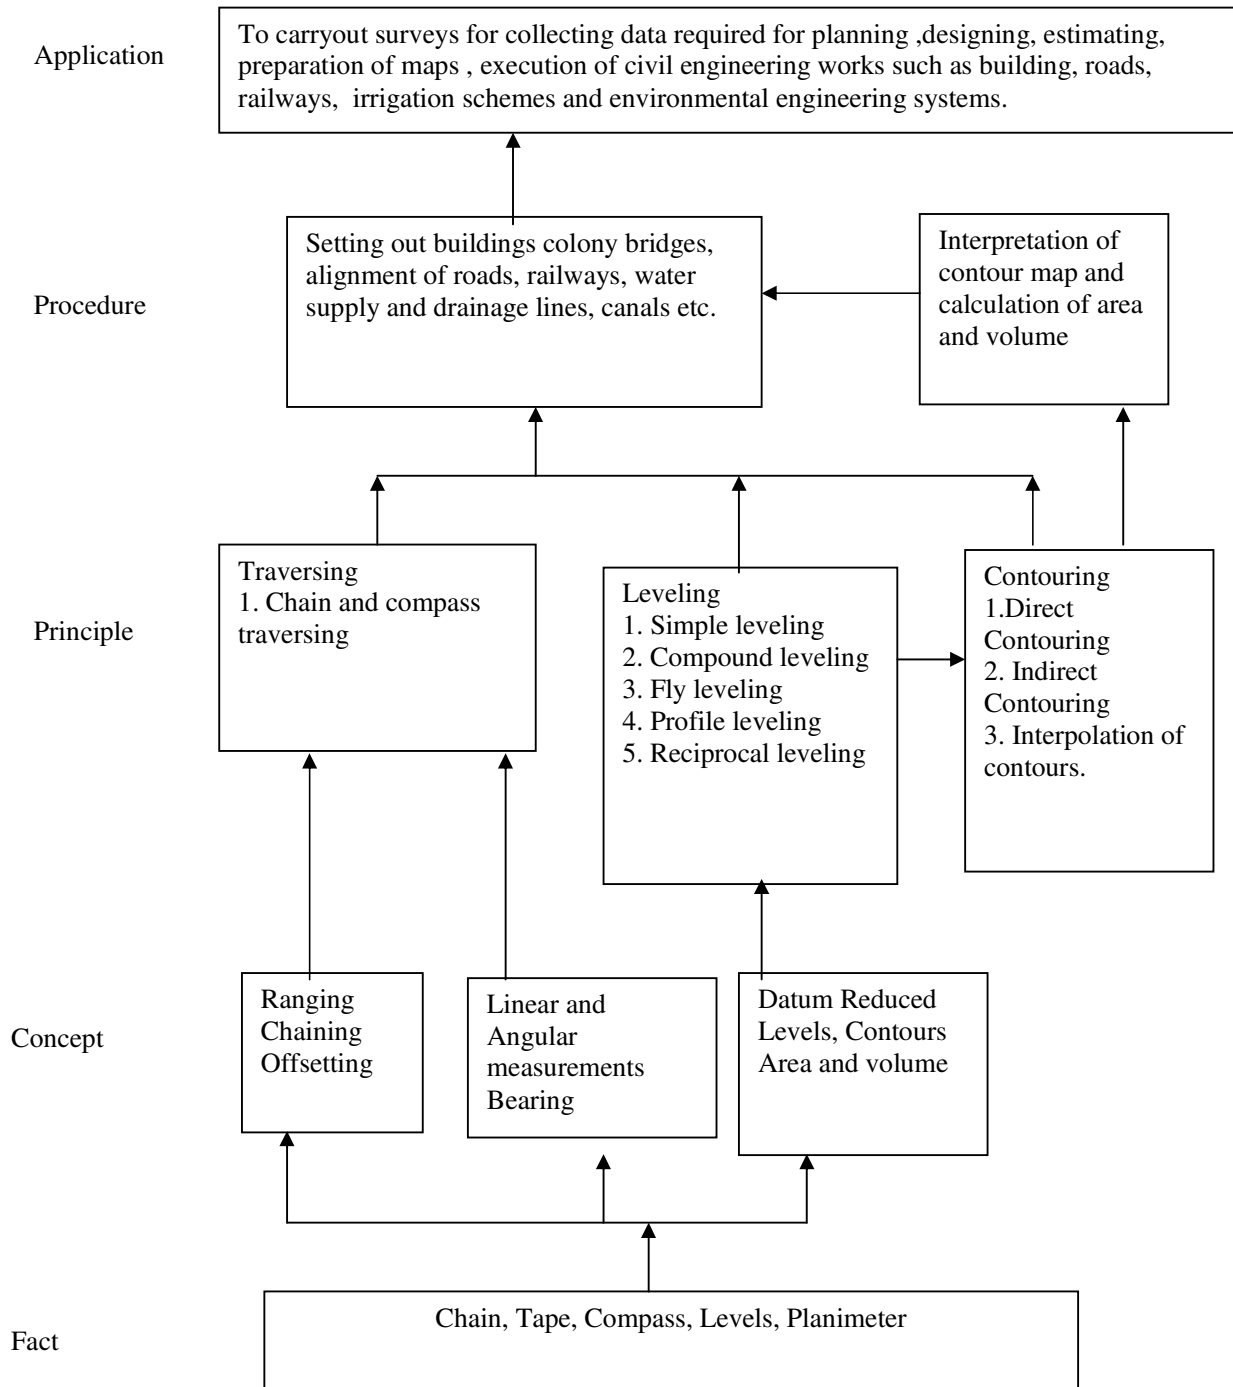 Application
To carryout surveys for collecting data required for planning ,designing, estimating,
preparation of maps , execution of civil engineering works such as building, roads,
railways,  irrigation schemes and environmental engineering systems.
Procedure
Setting out buildings colony bridges,
alignment of roads, railways, water
supply and drainage lines, canals etc.
Interpretation of
contour map and
calculation of area
and volume
Principle
Traversing
1. Chain and compass
traversing
Leveling
1. Simple leveling
2. Compound leveling
3. Fly leveling
4. Profile leveling
5. Reciprocal leveling
Contouring
1.Direct
Contouring
2. Indirect
Contouring
3. Interpolation of
contours.
Concept
Ranging
Chaining
Offsetting
Linear and
Angular
measurements
Bearing
Datum Reduced
Levels, Contours
Area and volume
Fact
Chain, Tape, Compass, Levels, Planimeter